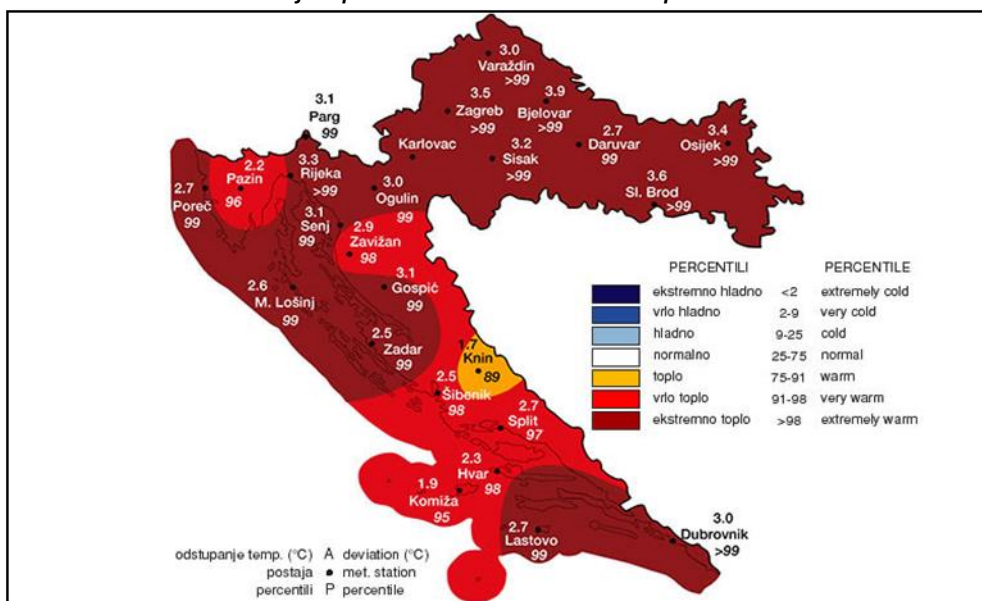 3.0
Varaždin
>99
3.5
Zagreb
>99
3.9
Bjelovar
>99
3.1
Parg
99
Karlovac
3.2
Sisak
>99
2.7
Daruvar
99
3.4
Osijek
>99
3.6
Sl. Brod
>99
2.7
Poreč
99
2.2
Pazin
96
3.3
Rijeka
>99
3.0
Ogulin
99
3.1
Senj
99
2.9
Zavižan
98
3.1
Gospić
99
2.6
M. Lošinj
99
2.5
Zadar
99
1.7
Knin
89
2.5
Šibenik
98
2.7
Split
97
2.3
Hvar
98
1.9
Komiža
95
2.7
Lastovo
99
3.0
Dubrovnik
>99
PERCENTILI PERCENTILE
ekstremno hladno <2 extremely cold
vrlo hladno 2-9 very cold
hladno 9-25 cold
normalno 25-75 normal
toplo 75-91 warm
vrlo toplo 91-98 very warm
ekstremno toplo >98 extremely warm
odstupanje temp. (°C) A deviation (°C)
postaja • met. station
percentili P percentile